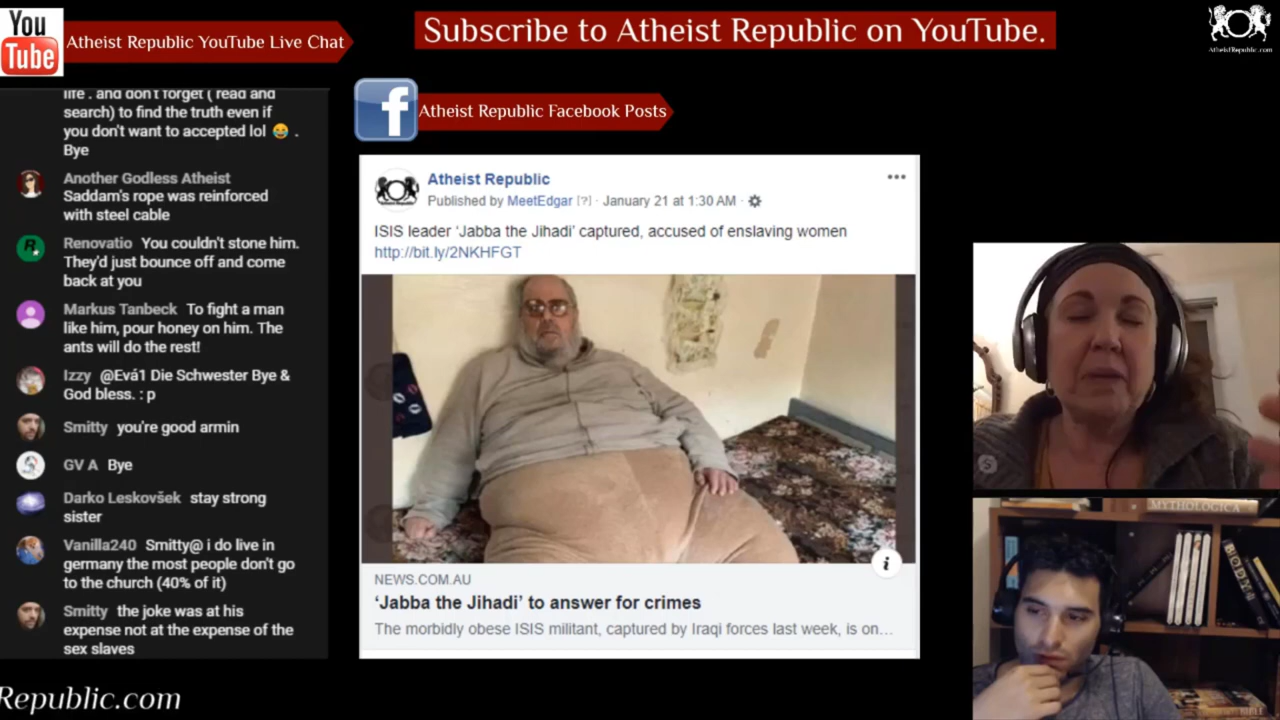 You
Tube
Atheist Republic YouTube Live Chat
Subscribe to Atheist Republic on YouTube.
AtheistRepublic.com
life . and don't forget ( read and
search) to find the truth even if
you don't want to accepted lol 😂 .
Bye
Another Godless Atheist
Saddam's rope was reinforced
with steel cable
Renovatio You couldn't stone him.
They'd just bounce off and come
back at you
Markus Tanbeck To fight a man
like him, pour honey on him. The
ants will do the rest!
Izzy @Evá1 Die Schwester Bye &
God bless. : p
Smitty you're good armin
GV A Bye
Darko Leskovšek stay strong
sister
Vanilla240 Smitty@ i do live in
germany the most people don't go
to the church (40% of it)
Smitty the joke was at his
expense not at the expense of the
sex slaves
Republic.com
f
Atheist Republic Facebook Posts
Atheist Republic
Published by MeetEdgar [?] · January 21 at 1:30 AM ·
ISIS leader 'Jabba the Jihadi' captured, accused of enslaving women
http://bit.ly/2NKHFGT
i
NEWS.COM.AU
'Jabba the Jihadi' to answer for crimes
The morbidly obese ISIS militant, captured by Iraqi forces last week, is on...
S
MYTHOLOGICA